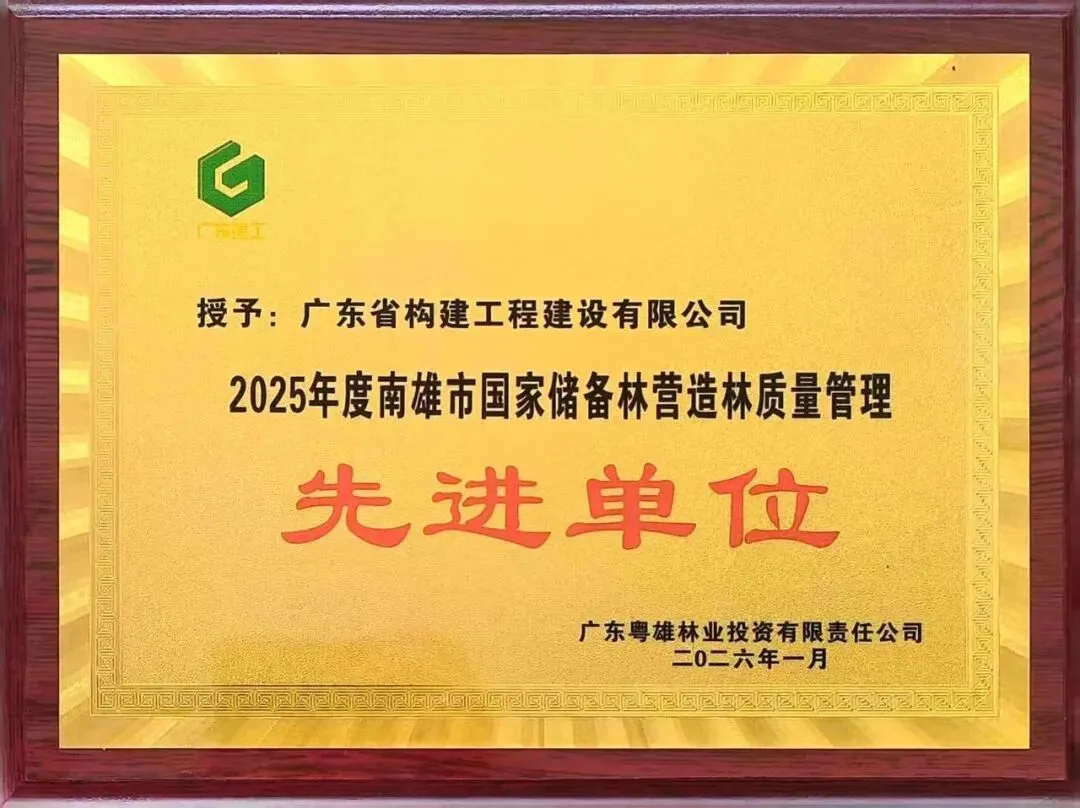 广东建工
授予：广东省构建工程建设有限公司
2025年度南雄市国家储备林营造林质量管理
先进单位
广东粤雄林业投资有限责任公司
二0二六年一月